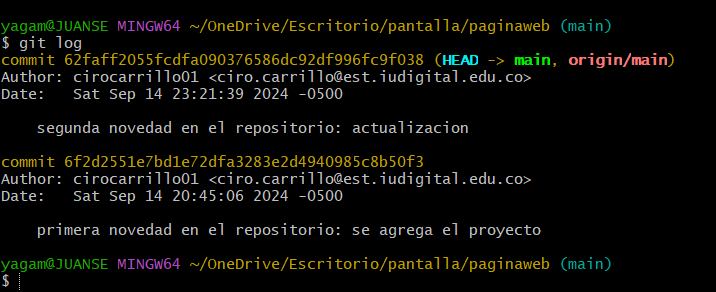 yagam@JUANSE MINGW64 ~/OneDrive/Escritorio/pantalla/paginaweb (main)
$ git log
commit 62faff2055fcdfa090376586dc92df996fc9f038 (HEAD -> main, origin/main)
Author: cirocarrillo01 <ciro.carrillo@est.iudigital.edu.co>
Date:   Sat Sep 14 23:21:39 2024 -0500

    segunda novedad en el repositorio: actualizacion

commit 6f2d2551e7bd1e72dfa3283e2d4940985c8b50f3
Author: cirocarrillo01 <ciro.carrillo@est.iudigital.edu.co>
Date:   Sat Sep 14 20:45:06 2024 -0500

    primera novedad en el repositorio: se agrega el proyecto

yagam@JUANSE MINGW64 ~/OneDrive/Escritorio/pantalla/paginaweb (main)
$